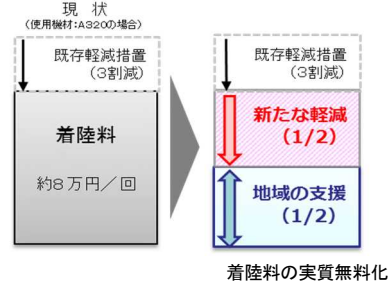 現 状
(使用機材:A320の場合)
既存軽減措置
(3割減)
着陸料
約8万円／回
既存軽減措置
(3割減)
新たな軽減
(1/2)
地域の支援
(1/2)
着陸料の実質無料化